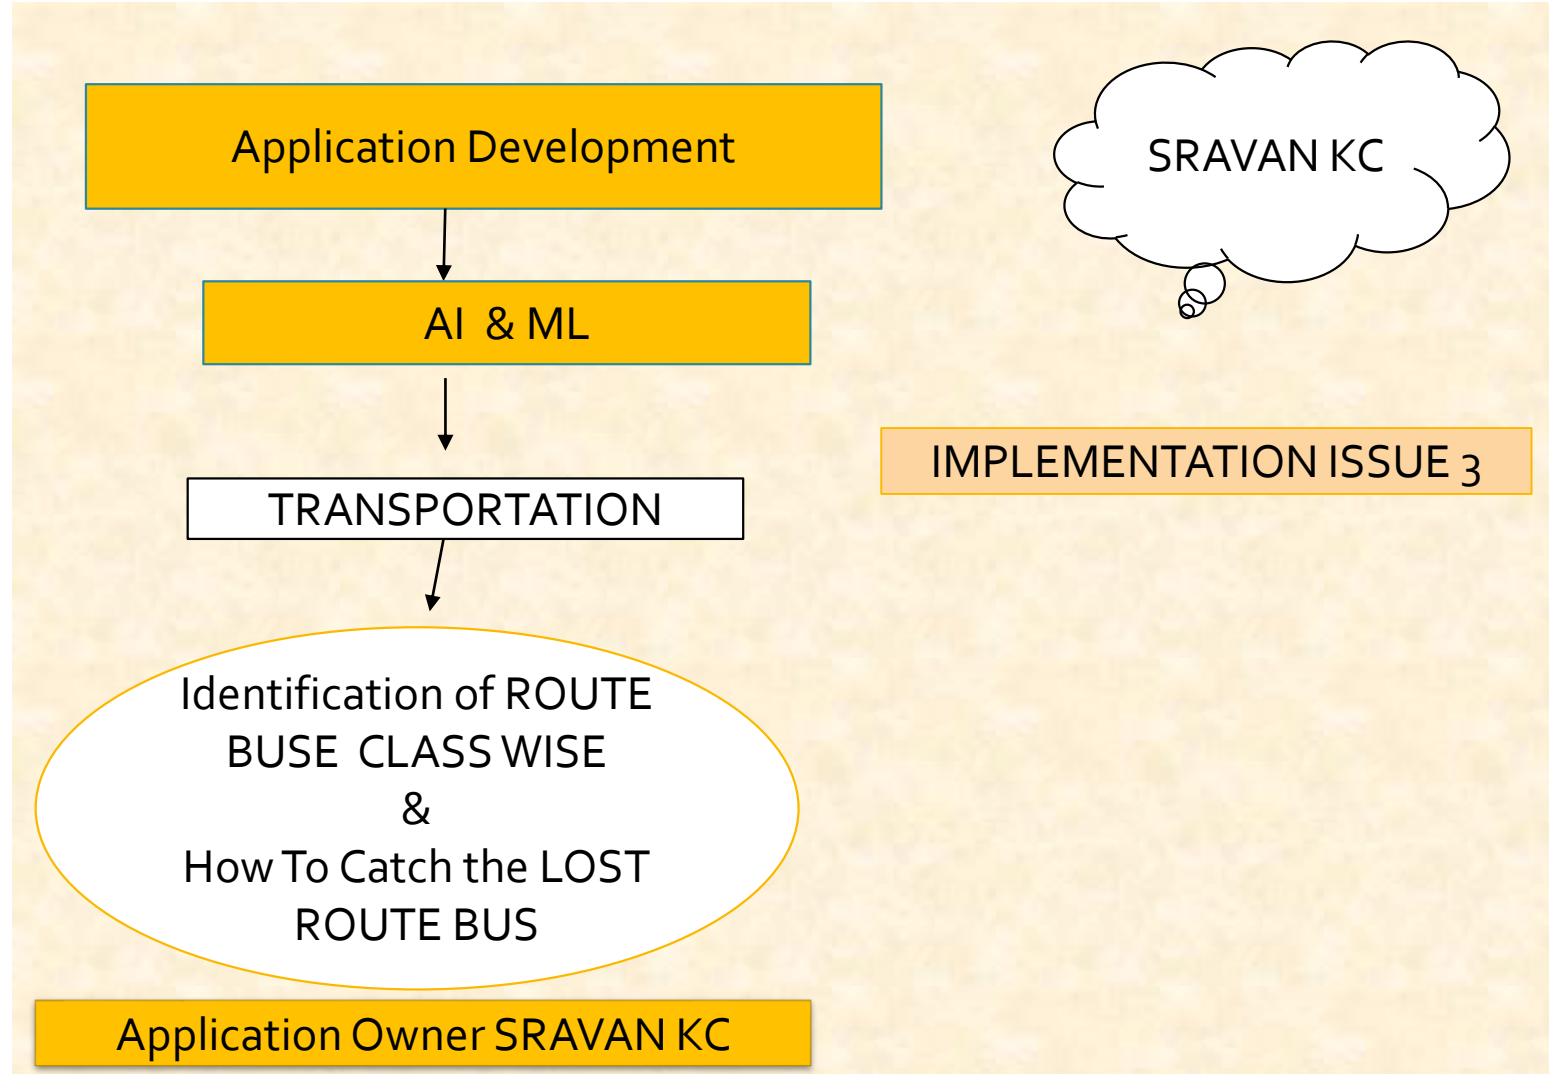 Application Development
SRAVAN KC
AI & ML
IMPLEMENTATION ISSUE 3
TRANSPORTATION
Identification of ROUTE
BUSE CLASS WISE
&
How To Catch the LOST
ROUTE BUS
Application Owner SRAVAN KC